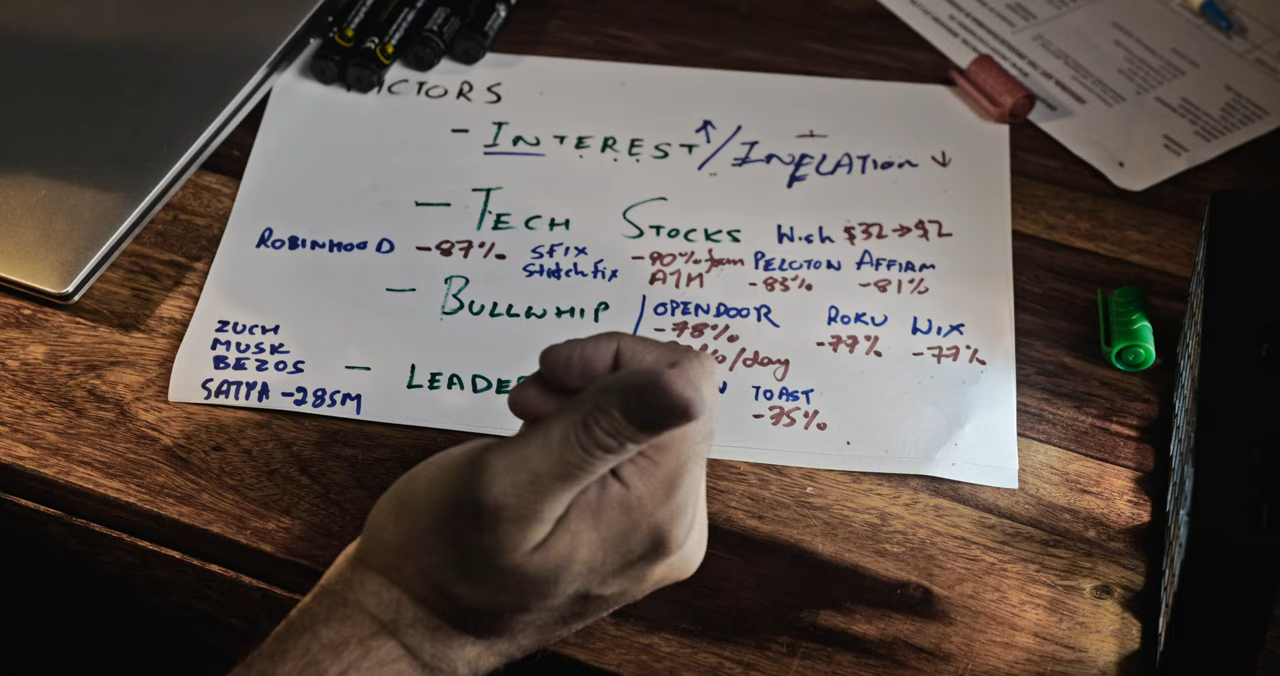 ACTORS
- INTEREST ↑ / INFLATION ↓
- TECH STOCKS Wish $32→$2
ROBINHOOD -87% SFIX -90% from PELOTON AFFIRM
Stitchfix ATH -83% -81%
- BULLWHIP OPENDOOR ROKU WIX
-78% -77% -77%
%/day
ZUCH
MUSK
BEZOS - LEADE TOAST
SATYA -285M -75%